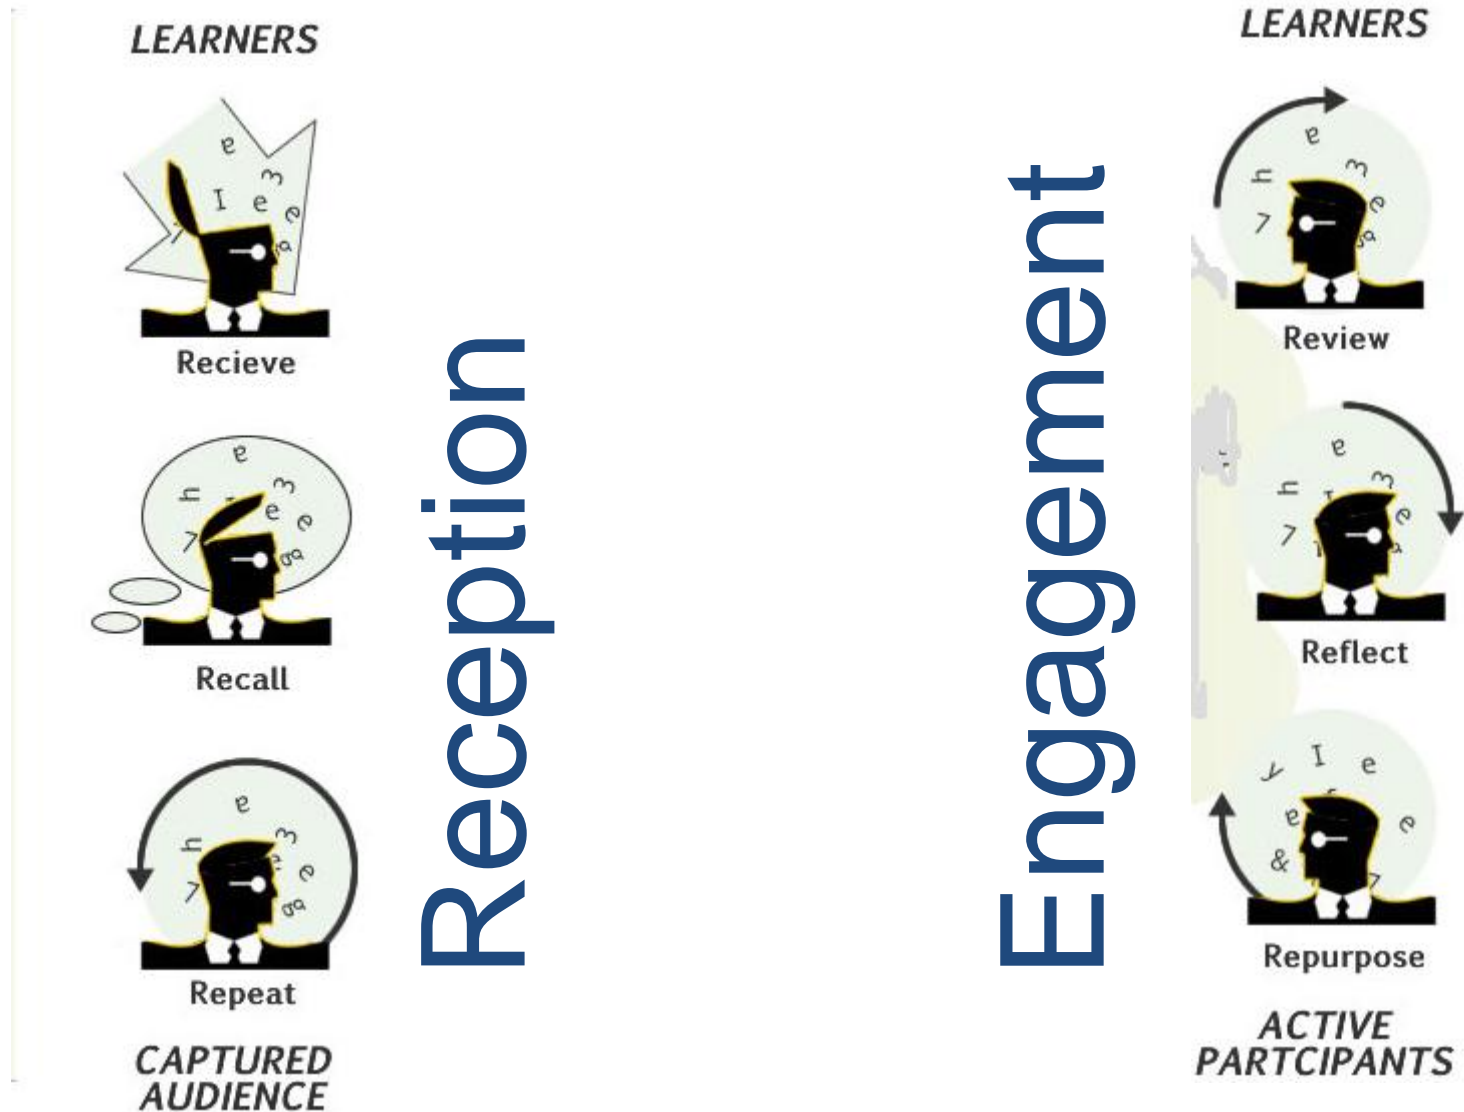 LEARNERS
Recieve
Recall
Repeat
CAPTURED
AUDIENCE
Reception
Engagement
LEARNERS
Review
Reflect
Repurpose
ACTIVE
PARTCIPANTS